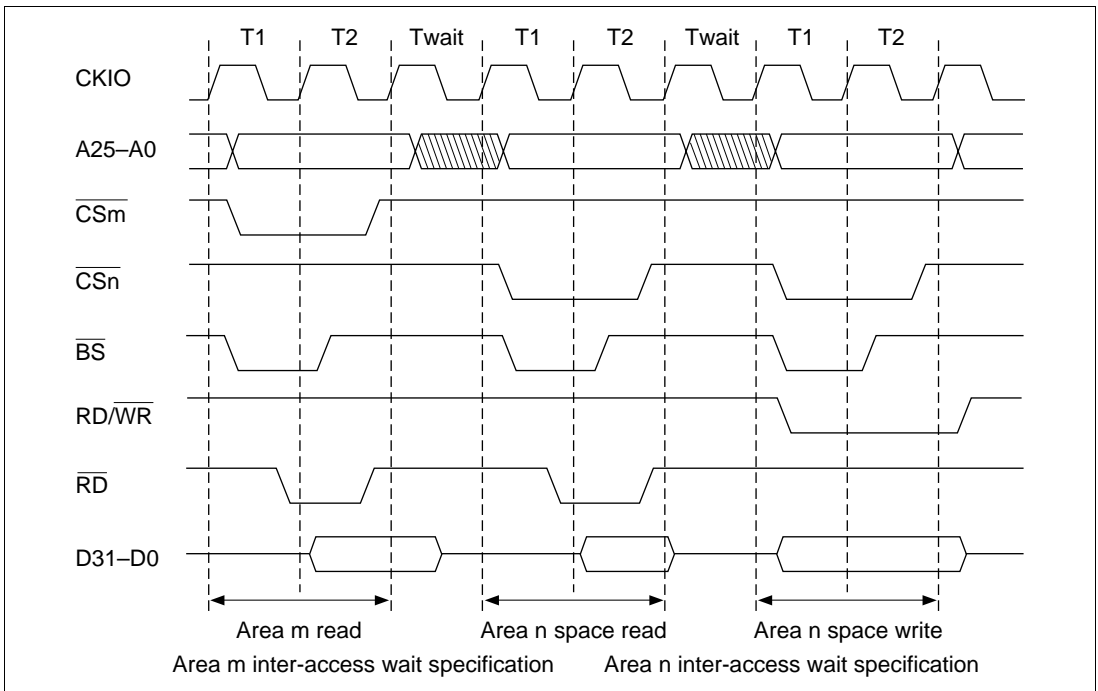 T1 T2 Twait T1 T2 Twait T1 T2
CKIO
A25–A0
CSm
CSn
BS
RD/WR
RD
D31–D0
Area m read Area n space read Area n space write
Area m inter-access wait specification Area n inter-access wait specification